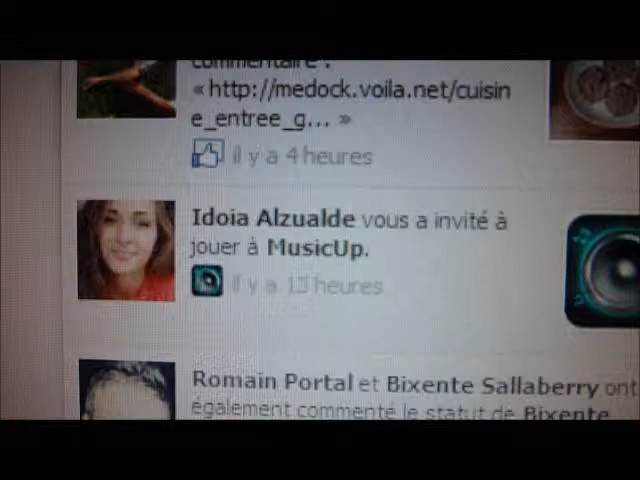 commentaire :
« http://medock.voila.net/cuisin
e_entree_g... »
il y a 4 heures
Idoia Alzualde vous a invité à
jouer à MusicUp.
il y a 13 heures
Romain Portal et Bixente Sallaberry ont
également commenté le statut de Bixente